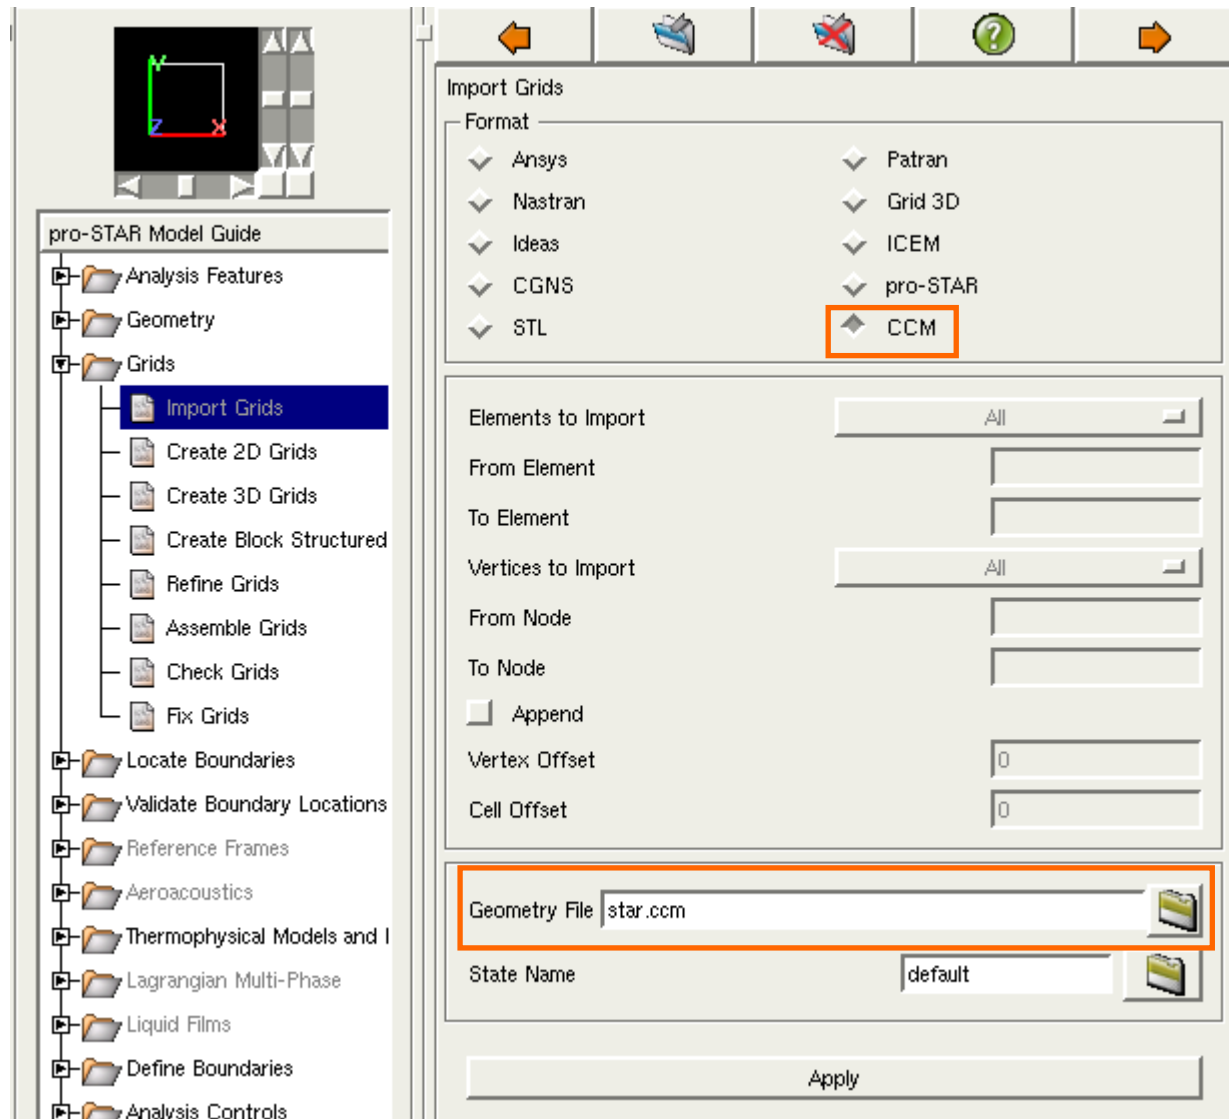 Y
Z X
pro-STAR Model Guide
Analysis Features
Geometry
Grids
Import Grids
Create 2D Grids
Create 3D Grids
Create Block Structured
Refine Grids
Assemble Grids
Check Grids
Fix Grids
Locate Boundaries
Validate Boundary Locations
Reference Frames
Aeroacoustics
Thermophysical Models and
Lagrangian Multi-Phase
Liquid Films
Define Boundaries
Analysis Controls
?
Import Grids
Format
Ansys Patran
Nastran Grid 3D
Ideas ICEM
CGNS pro-STAR
STL CCM
Elements to Import All
From Element
To Element
Vertices to Import All
From Node
To Node
Append
Vertex Offset 0
Cell Offset 0
Geometry File star.ccm
State Name default
Apply